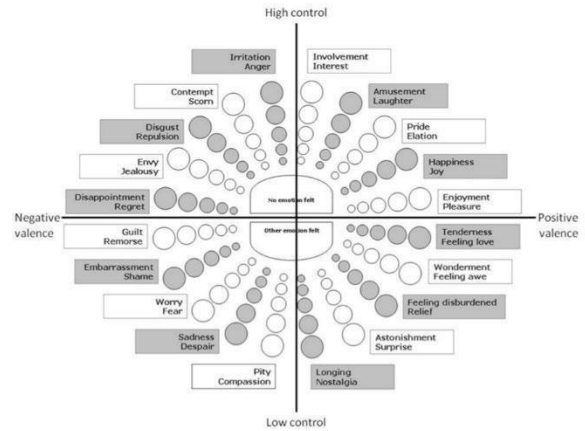 High control
Irritation
Anger
Involvement
Interest
Contempt
Scorn
Amusement
Laughter
Disgust
Repulsion
Pride
Elation
Envy
Jealousy
Happiness
Joy
Disappointment
Regret
No emotion felt
Enjoyment
Pleasure
Negative
valence
Positive
valence
Guilt
Remorse
Other emotion felt
Tenderness
Feeling love
Embarrassment
Shame
Wonderment
Feeling awe
Worry
Fear
Feeling disburdened
Relief
Sadness
Despair
Astonishment
Surprise
Pity
Compassion
Longing
Nostalgia
Low control